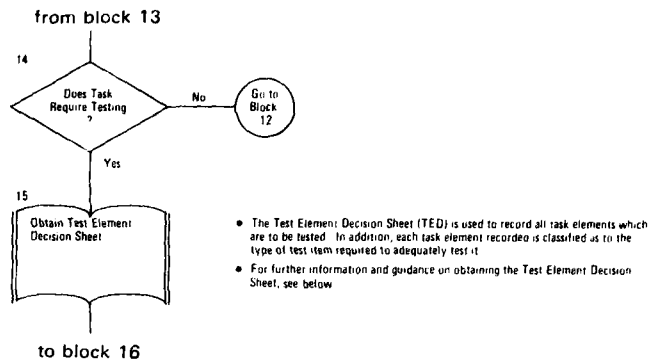 from block 13
14
Does Task
Require Testing
?
No
Go to
Block
12
Yes
15
Obtain Test Element
Decision Sheet
• The Test Element Decision Sheet (TED) is used to record all task elements which
are to be tested. In addition, each task element recorded is classified as to the
type of test item required to adequately test it
• For further information and guidance on obtaining the Test Element Decision
Sheet, see below
to block 16